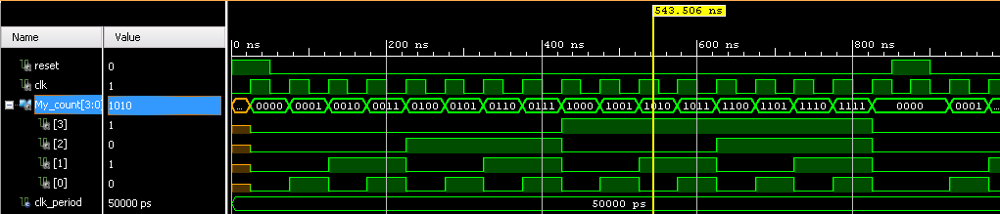 543.506 ns
Name Value
0 ns 200 ns 400 ns 600 ns 800 ns
reset 0
clk 1
My_count[3:0] 1010 ... 0000 0001 0010 0011 0100 0101 0110 0111 1000 1001 1010 1011 1100 1101 1110 1111 0000 0001 ...
[3] 1
[2] 0
[1] 1
[0] 0
clk_period 50000 ps 50000 ps